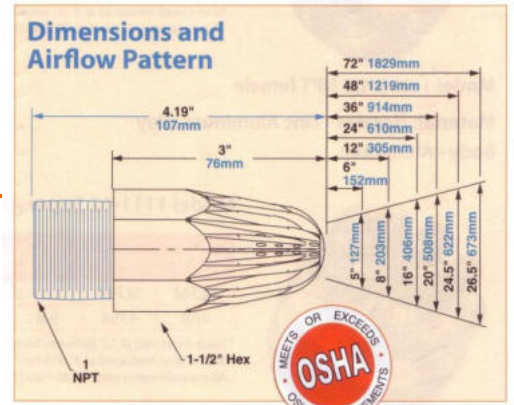 Dimensions and
Airflow Pattern
72" 1829mm
48" 1219mm
36" 914mm
24" 610mm
12" 305mm
6"
152mm
4.19"
107mm
3"
76mm
5" 127mm
8" 203mm
16" 406mm
20" 508mm
24.5" 622mm
26.5" 673mm
1
NPT
1-1/2" Hex
MEETS OR EXCEEDS
OSHA